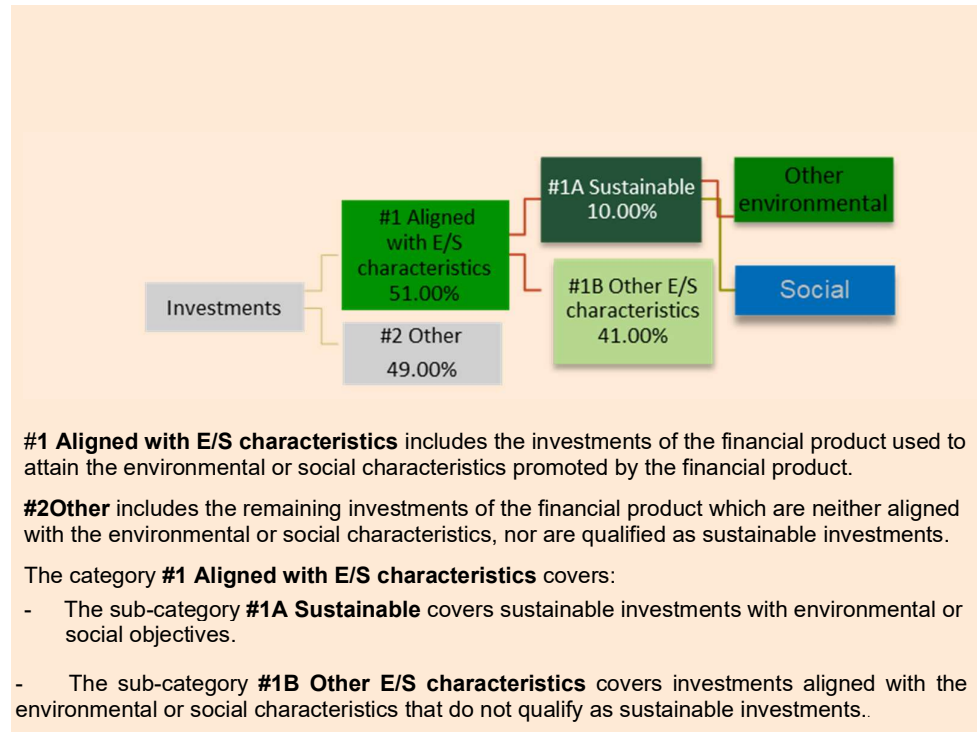 Investments
#1 Aligned
with E/S
characteristics
51.00%
#2 Other
49.00%
#1A Sustainable
10.00%
#1B Other E/S
characteristics
41.00%
Other
environmental
Social
#1 Aligned with E/S characteristics includes the investments of the financial product used to
attain the environmental or social characteristics promoted by the financial product.
#2Other includes the remaining investments of the financial product which are neither aligned
with the environmental or social characteristics, nor are qualified as sustainable investments.
The category #1 Aligned with E/S characteristics covers:
- The sub-category #1A Sustainable covers sustainable investments with environmental or
social objectives.
- The sub-category #1B Other E/S characteristics covers investments aligned with the
environmental or social characteristics that do not qualify as sustainable investments..